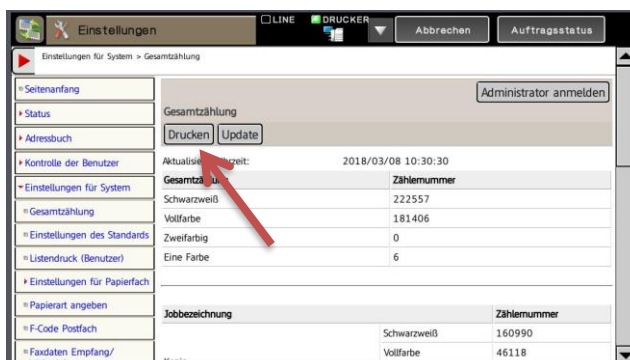 Einstellungen
LINE
DRUCKER
Abbrechen
Auftragsstatus
Einstellungen für System > Gesamtzählung
Seitenanfang
Status
Adressbuch
Kontrolle der Benutzer
Einstellungen für System
Gesamtzählung
Einstellungen des Standards
Listendruck (Benutzer)
Einstellungen für Papierfach
Papierart angeben
F-Code Postfach
Faxdaten Empfang/
Administrator anmelden
Gesamtzählung
Drucken Update
2018/03/08 10:30:30
Zählernummer
Schwarzweiß 222557
Vollfarbe 181406
Zweifarbig 0
Eine Farbe 6
Jobbezeichnung Zählernummer
Schwarzweiß 160990
Vollfarbe 46118